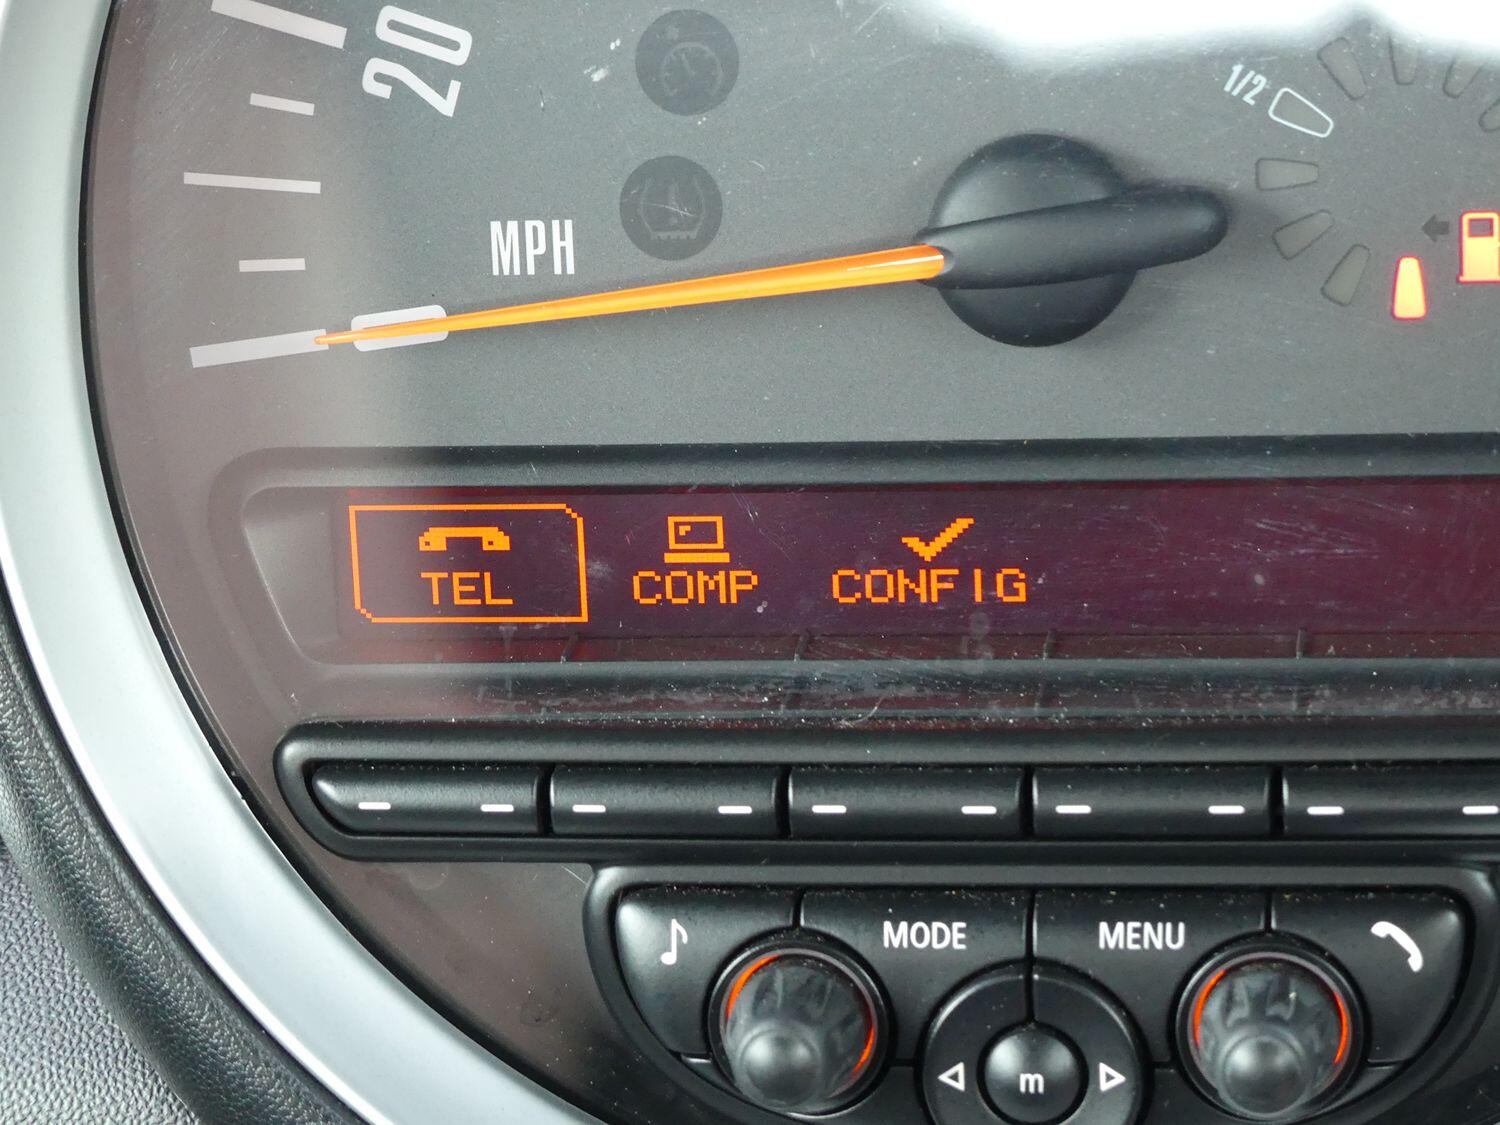 20
1/2
MPH
TEL COMP CONFIG
MODE MENU
m